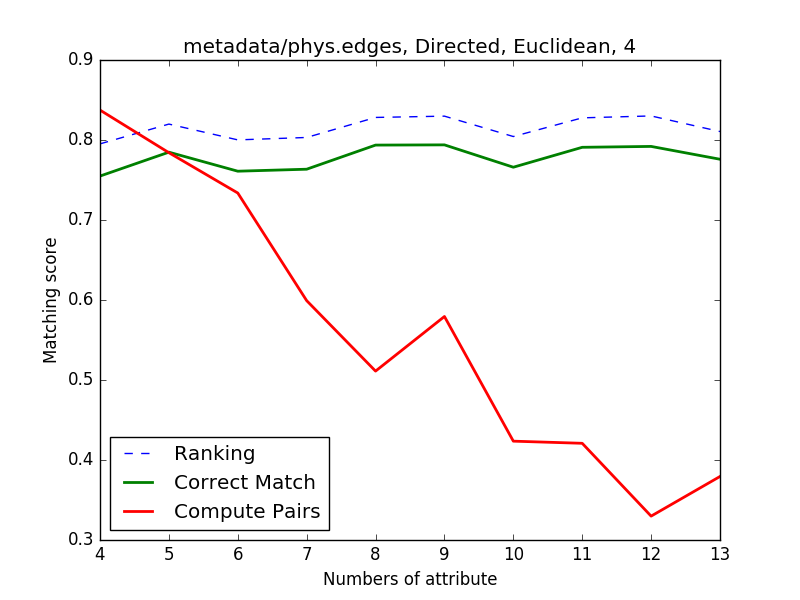 metadata/phys.edges, Directed, Euclidean, 4
0.9
0.8
0.7
0.6
0.5
0.4
0.3
Matching score
Ranking
Correct Match
Compute Pairs
4 5 6 7 8 9 10 11 12 13
Numbers of attribute